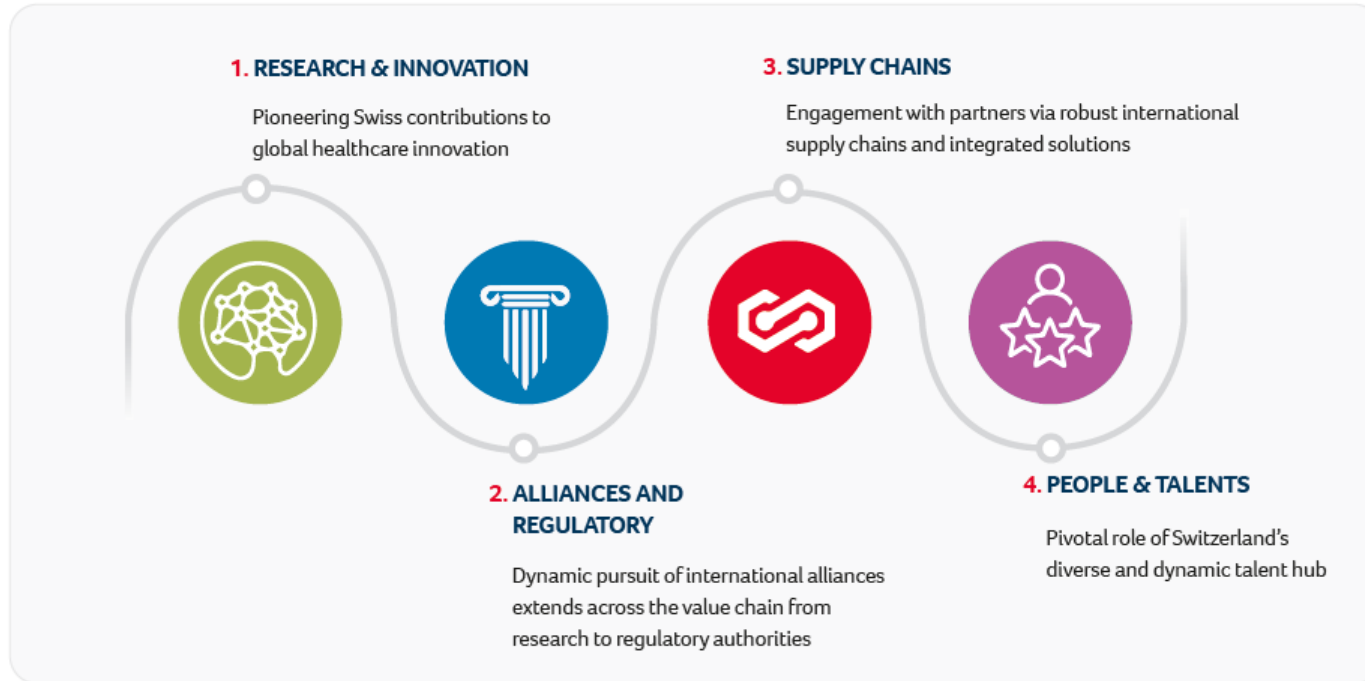 1. RESEARCH & INNOVATION
Pioneering Swiss contributions to
global healthcare innovation
2. ALLIANCES AND
REGULATORY
Dynamic pursuit of international alliances
extends across the value chain from
research to regulatory authorities
3. SUPPLY CHAINS
Engagement with partners via robust international
supply chains and integrated solutions
4. PEOPLE & TALENTS
Pivotal role of Switzerland’s
diverse and dynamic talent hub